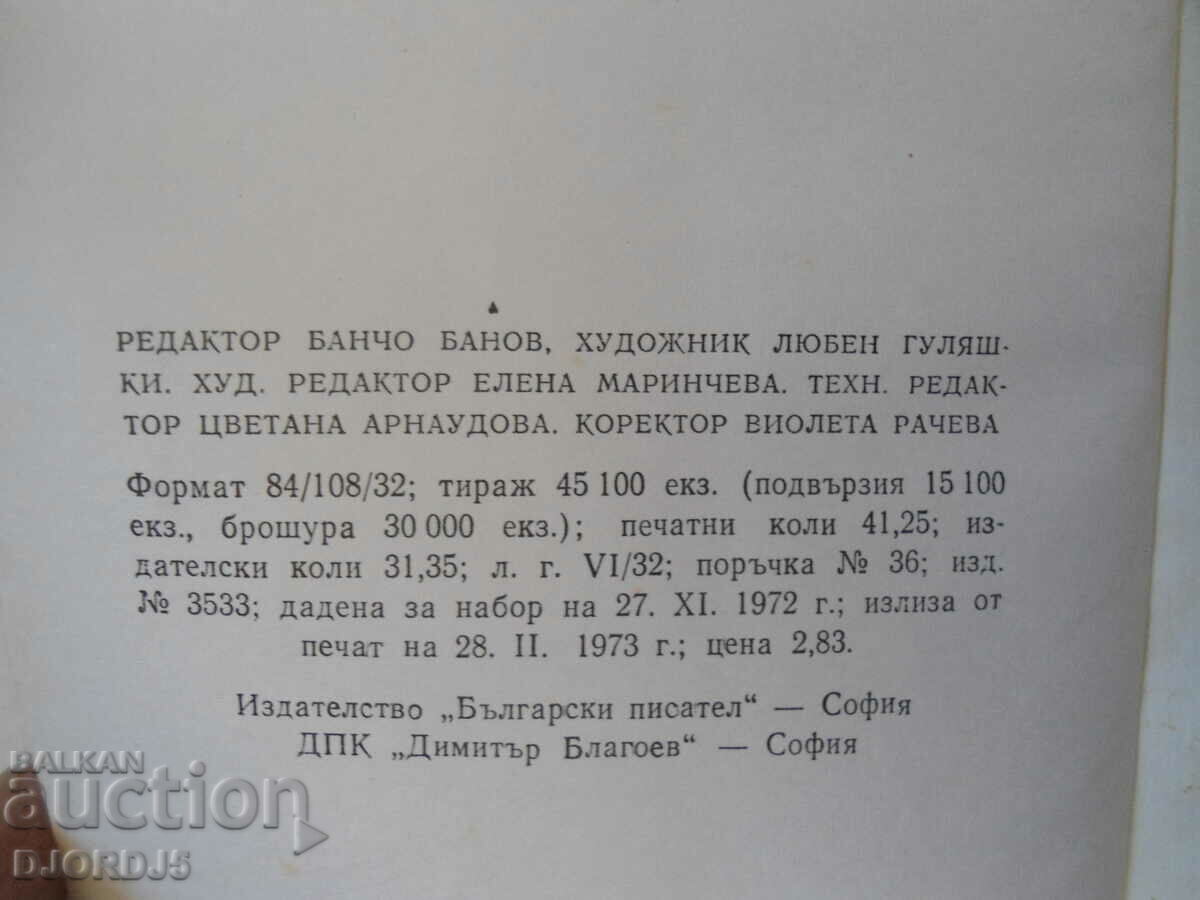 РЕДАКТОР БАНЧО БАНОВ, ХУДОЖНИК ЛЮБЕН ГУЛЯШ-
КИ. ХУД. РЕДАКТОР ЕЛЕНА МАРИНЧЕВА. ТЕХН. РЕДАК-
ТОР ЦВЕТАНА АРНАУДОВА. КОРЕКТОР ВИОЛЕТА РАЧЕВА
Формат 84/108/32; тираж 45 100 екз. (подвързия 15 100
екз., брошура 30 000 екз.); печатни коли 41,25; из-
дателски коли 31,35; л. г. VI/32; поръчка № 36; изд.
№ 3533; дадена за набор на 27. XI. 1972 г.; излиза от
печат на 28. II. 1973 г.; цена 2,83.
Издателство „Български писател“ — София
ДПК „Димитър Благоев“ — София
BALKAN
auction
DJORDJ5